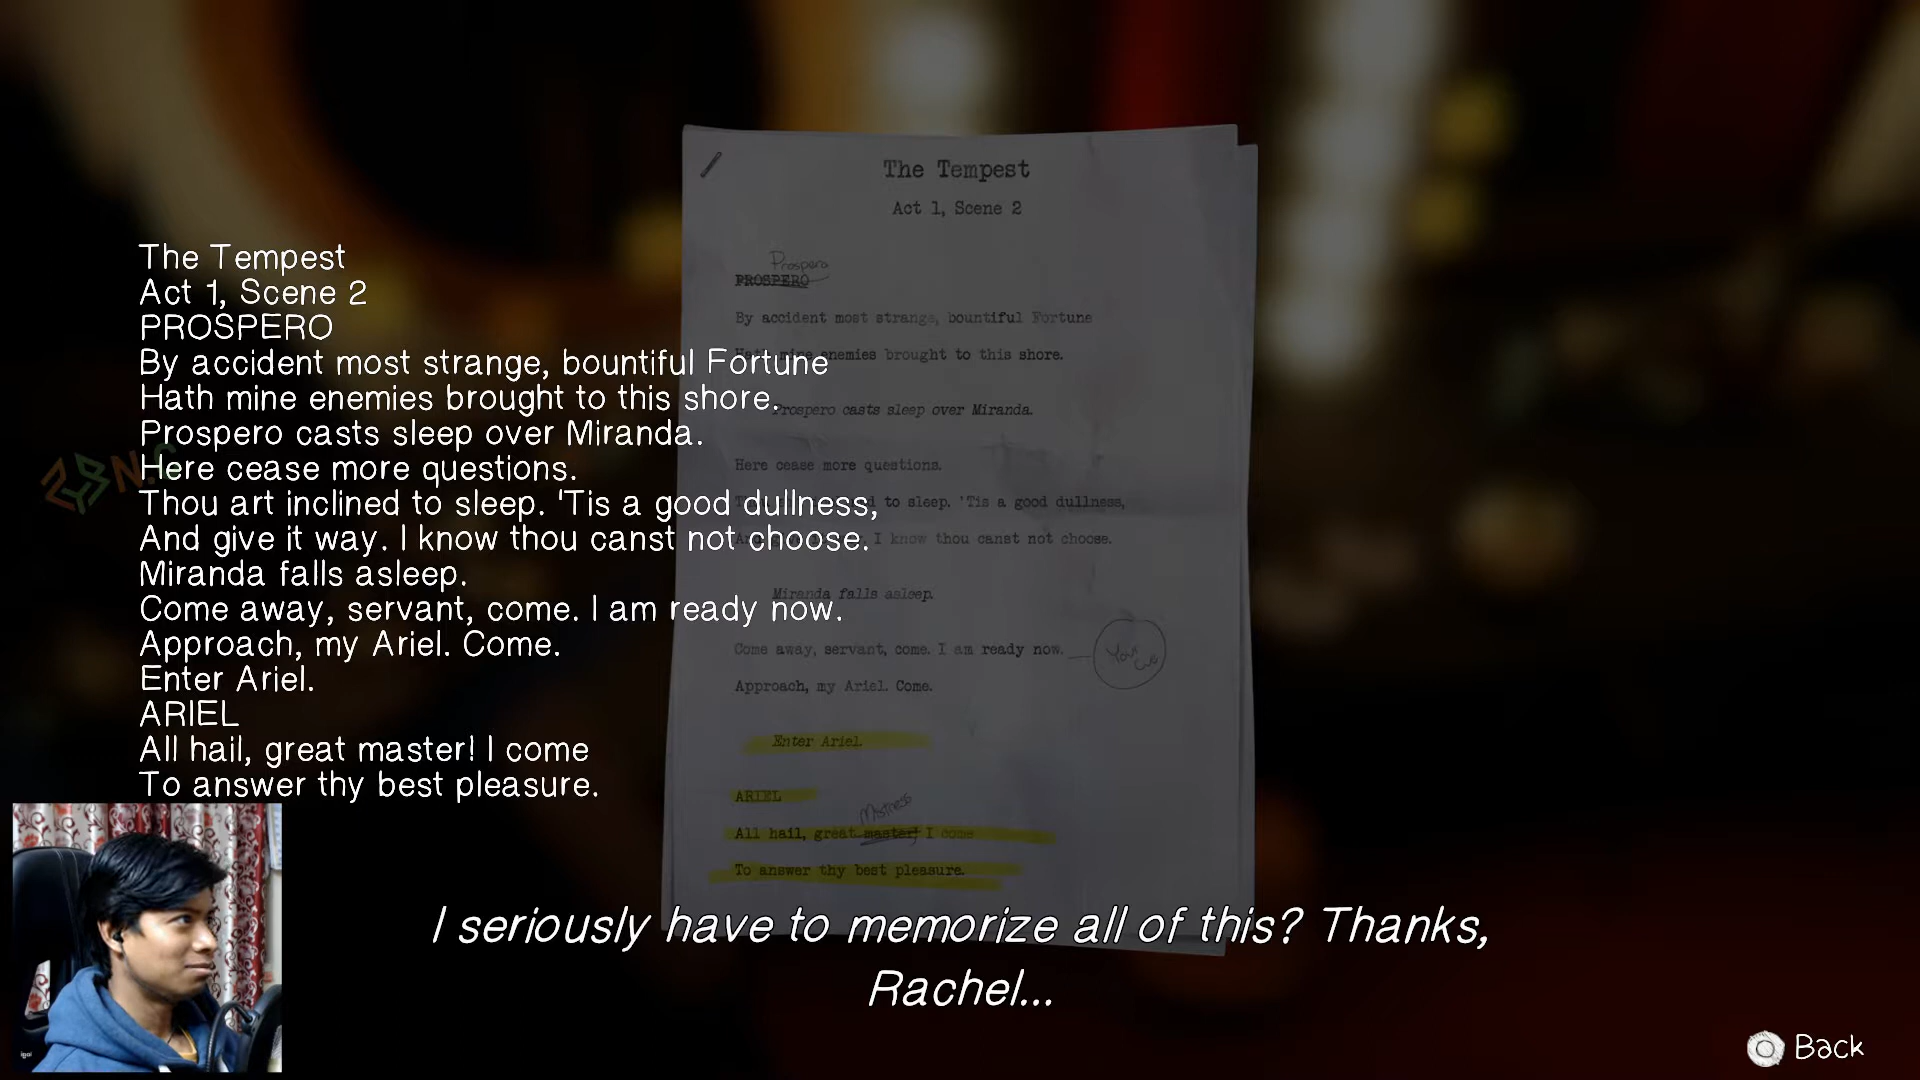 The Tempest
Act 1, Scene 2
PROSPERO
By accident most strange, bountiful Fortune
Hath mine enemies brought to this shore.
Prospero casts sleep over Miranda.
Here cease more questions.
Thou art inclined to sleep. 'Tis a good dullness,
And give it way. I know thou canst not choose.
Miranda falls asleep.
Come away, servant, come. I am ready now.
Approach, my Ariel. Come.
Enter Ariel.
ARIEL
All hail, great master! I come
To answer thy best pleasure.
The Tempest
Act 1, Scene 2
Prospera
PROSPERO
By accident most strange, bountiful Fortune
enemies brought to this shore.
Prospero casts sleep over Miranda.
Here cease more questions.
to sleep. 'Tis a good dullness,
I know thou canst not choose.
Miranda falls asleep.
Come away, servant, come. I am ready now.
Your cue
Approach, my Ariel. Come.
Enter Ariel.
ARIEL
Mistress
All hail, great master! I come
To answer thy best pleasure.
I seriously have to memorize all of this? Thanks,
Rachel...
Back